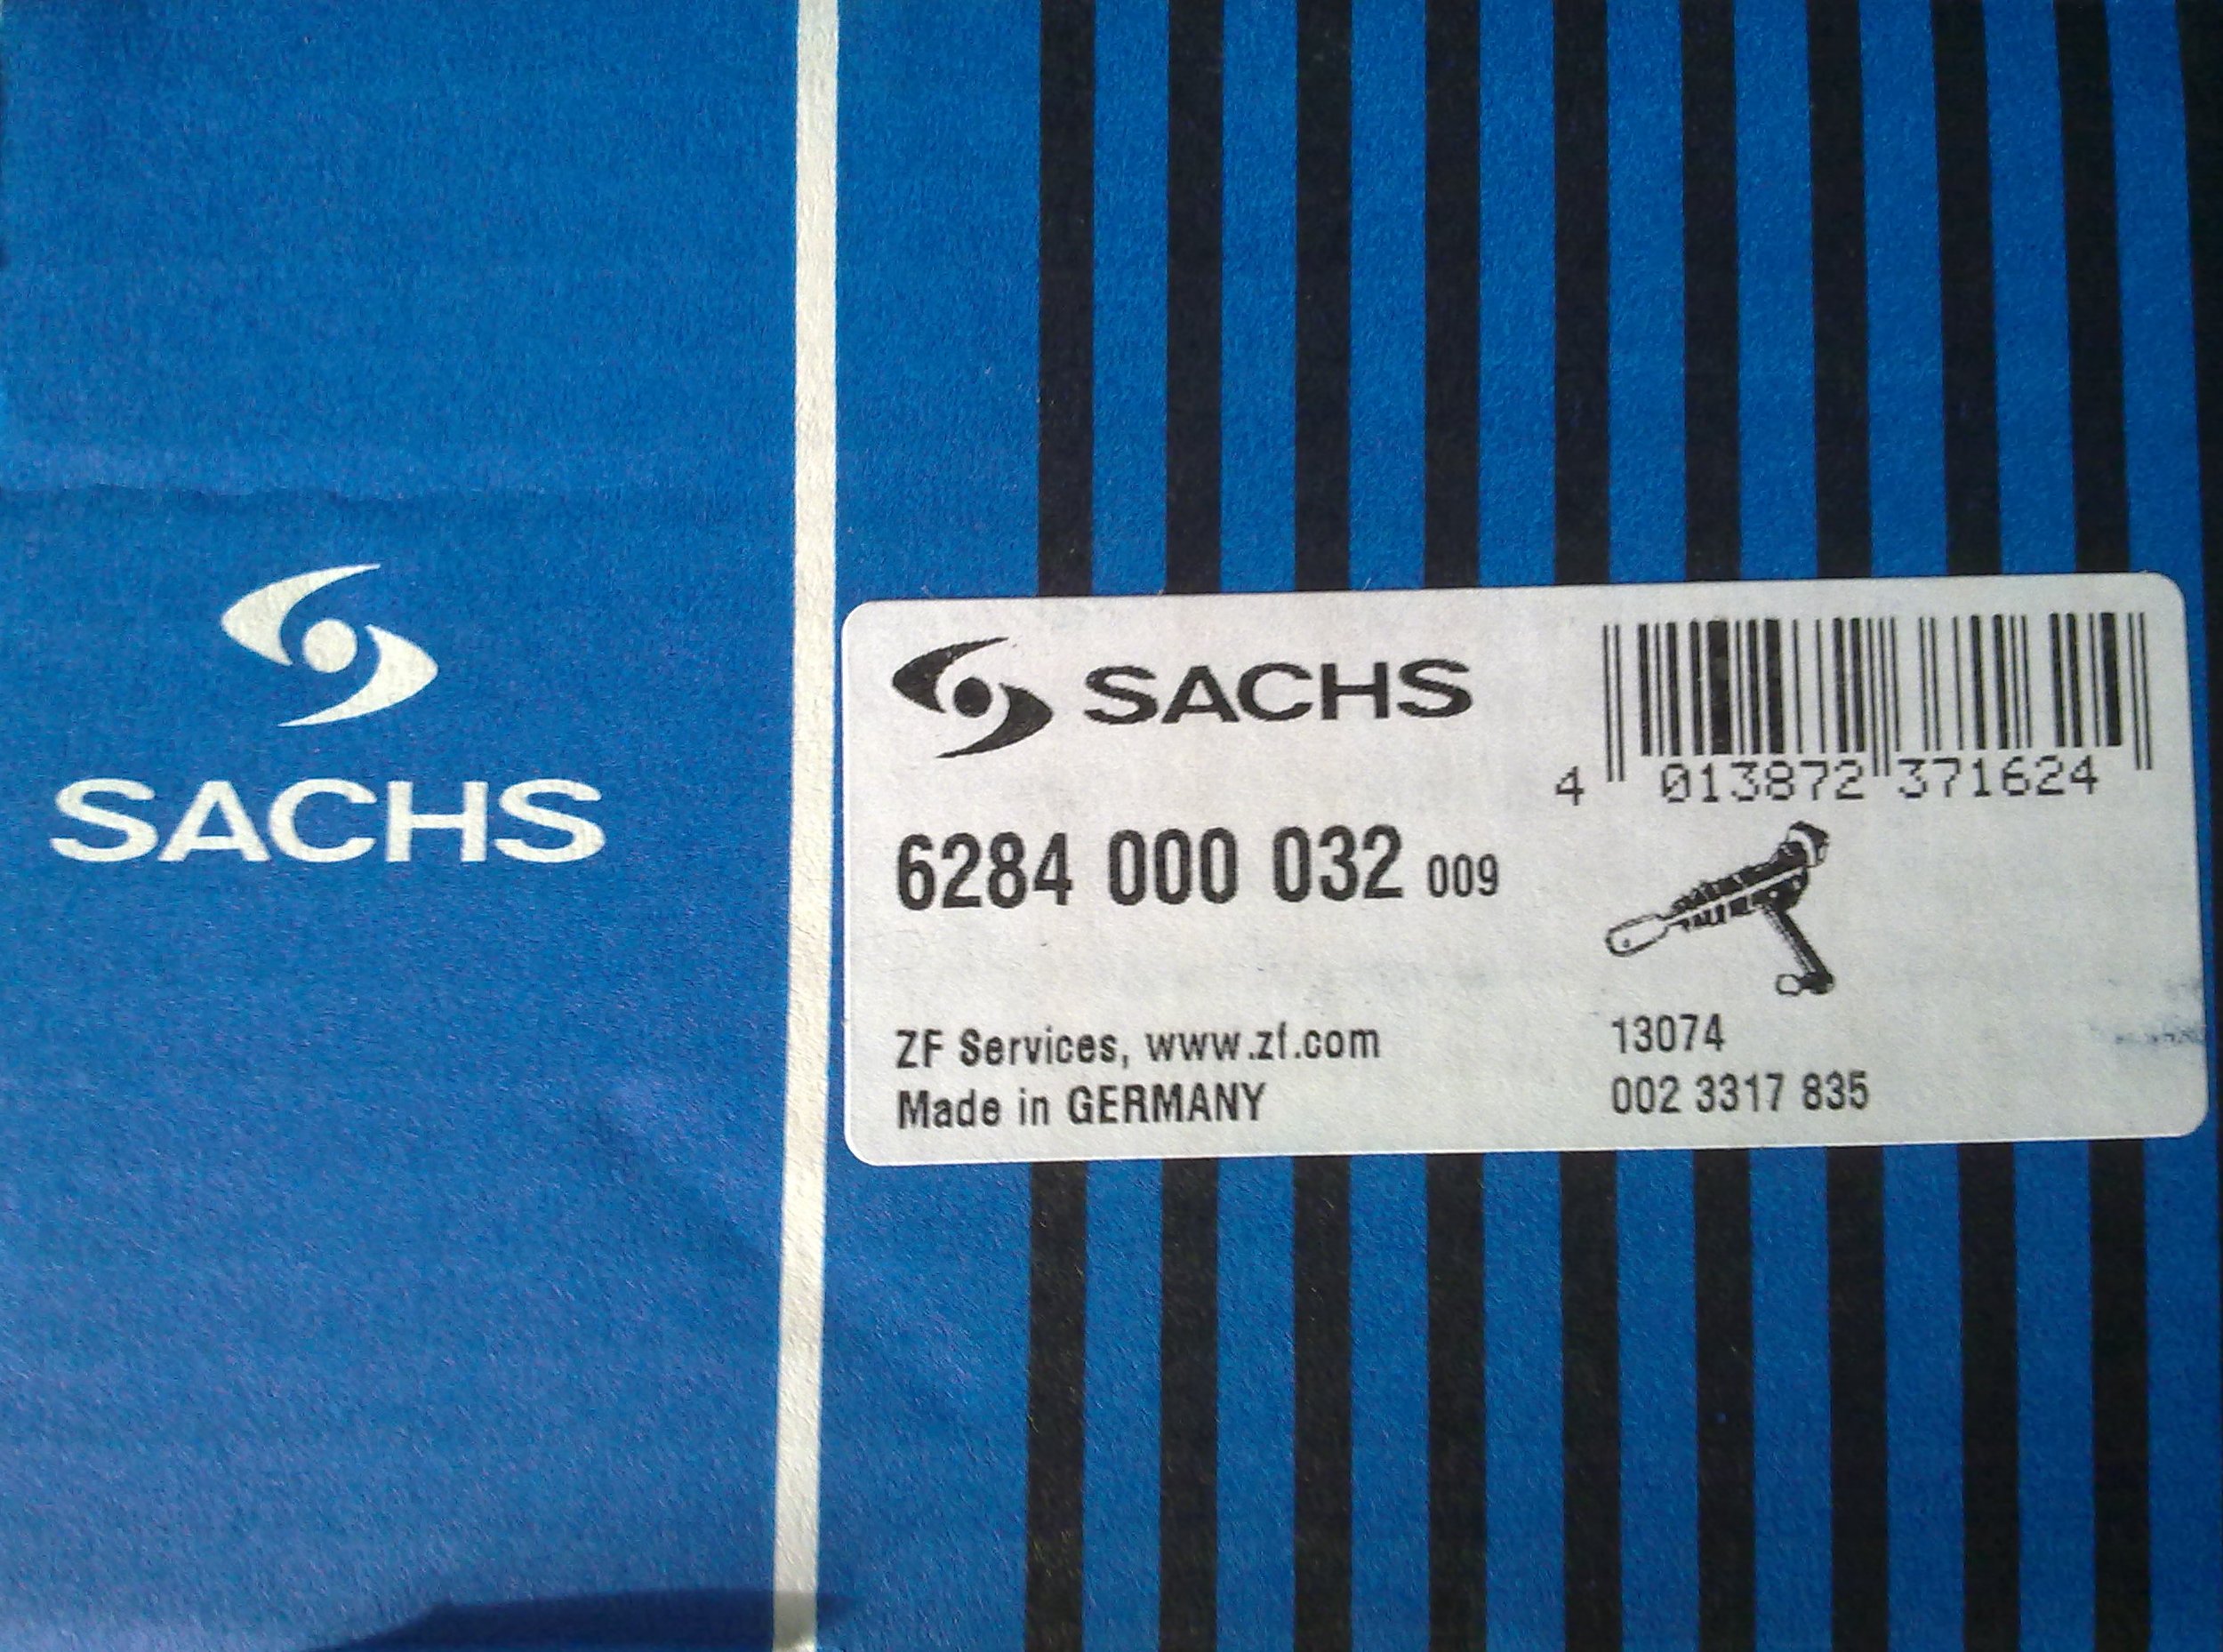 SACHS
SACHS
4 013872 371624
6284 000 032 009
ZF Services, www.zf.com
Made in GERMANY
13074
002 3317 835